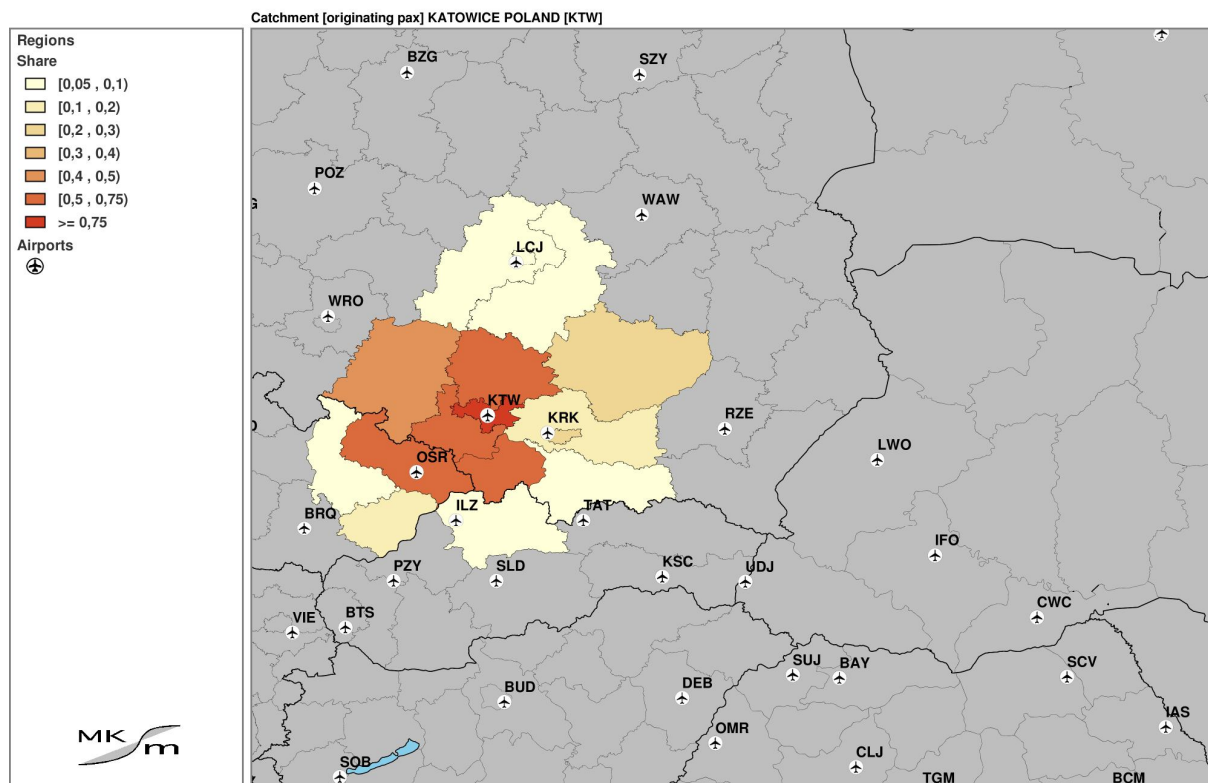 Catchment [originating pax] KATOWICE POLAND [KTW]
Regions
Share
[0,05 , 0,1)
[0,1 , 0,2)
[0,2 , 0,3)
[0,3 , 0,4)
[0,4 , 0,5)
[0,5 , 0,75)
>= 0,75
Airports
MK
m
BZG
SZY
POZ
WAW
LCJ
WRO
KTW
KRK
RZE
LWO
OSR
ILZ
TAT
BRQ
IFO
PZY
SLD
KSC
UDJ
CWC
VIE
BTS
SUJ
BAY
SCV
BUD
DEB
IAS
OMR
SOB
CLJ
TGM
BCM